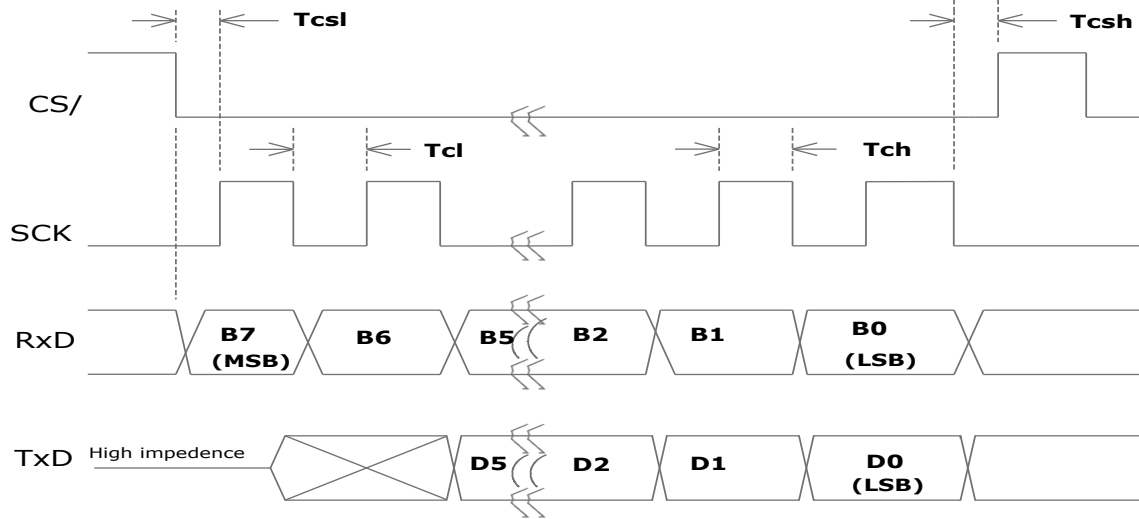 Tcsl
Tcsh
CS/
Tcl
Tch
SCK
RxD
B7
(MSB)
B6
B5
B2
B1
B0
(LSB)
TxD
High impedence
D5
D2
D1
D0
(LSB)